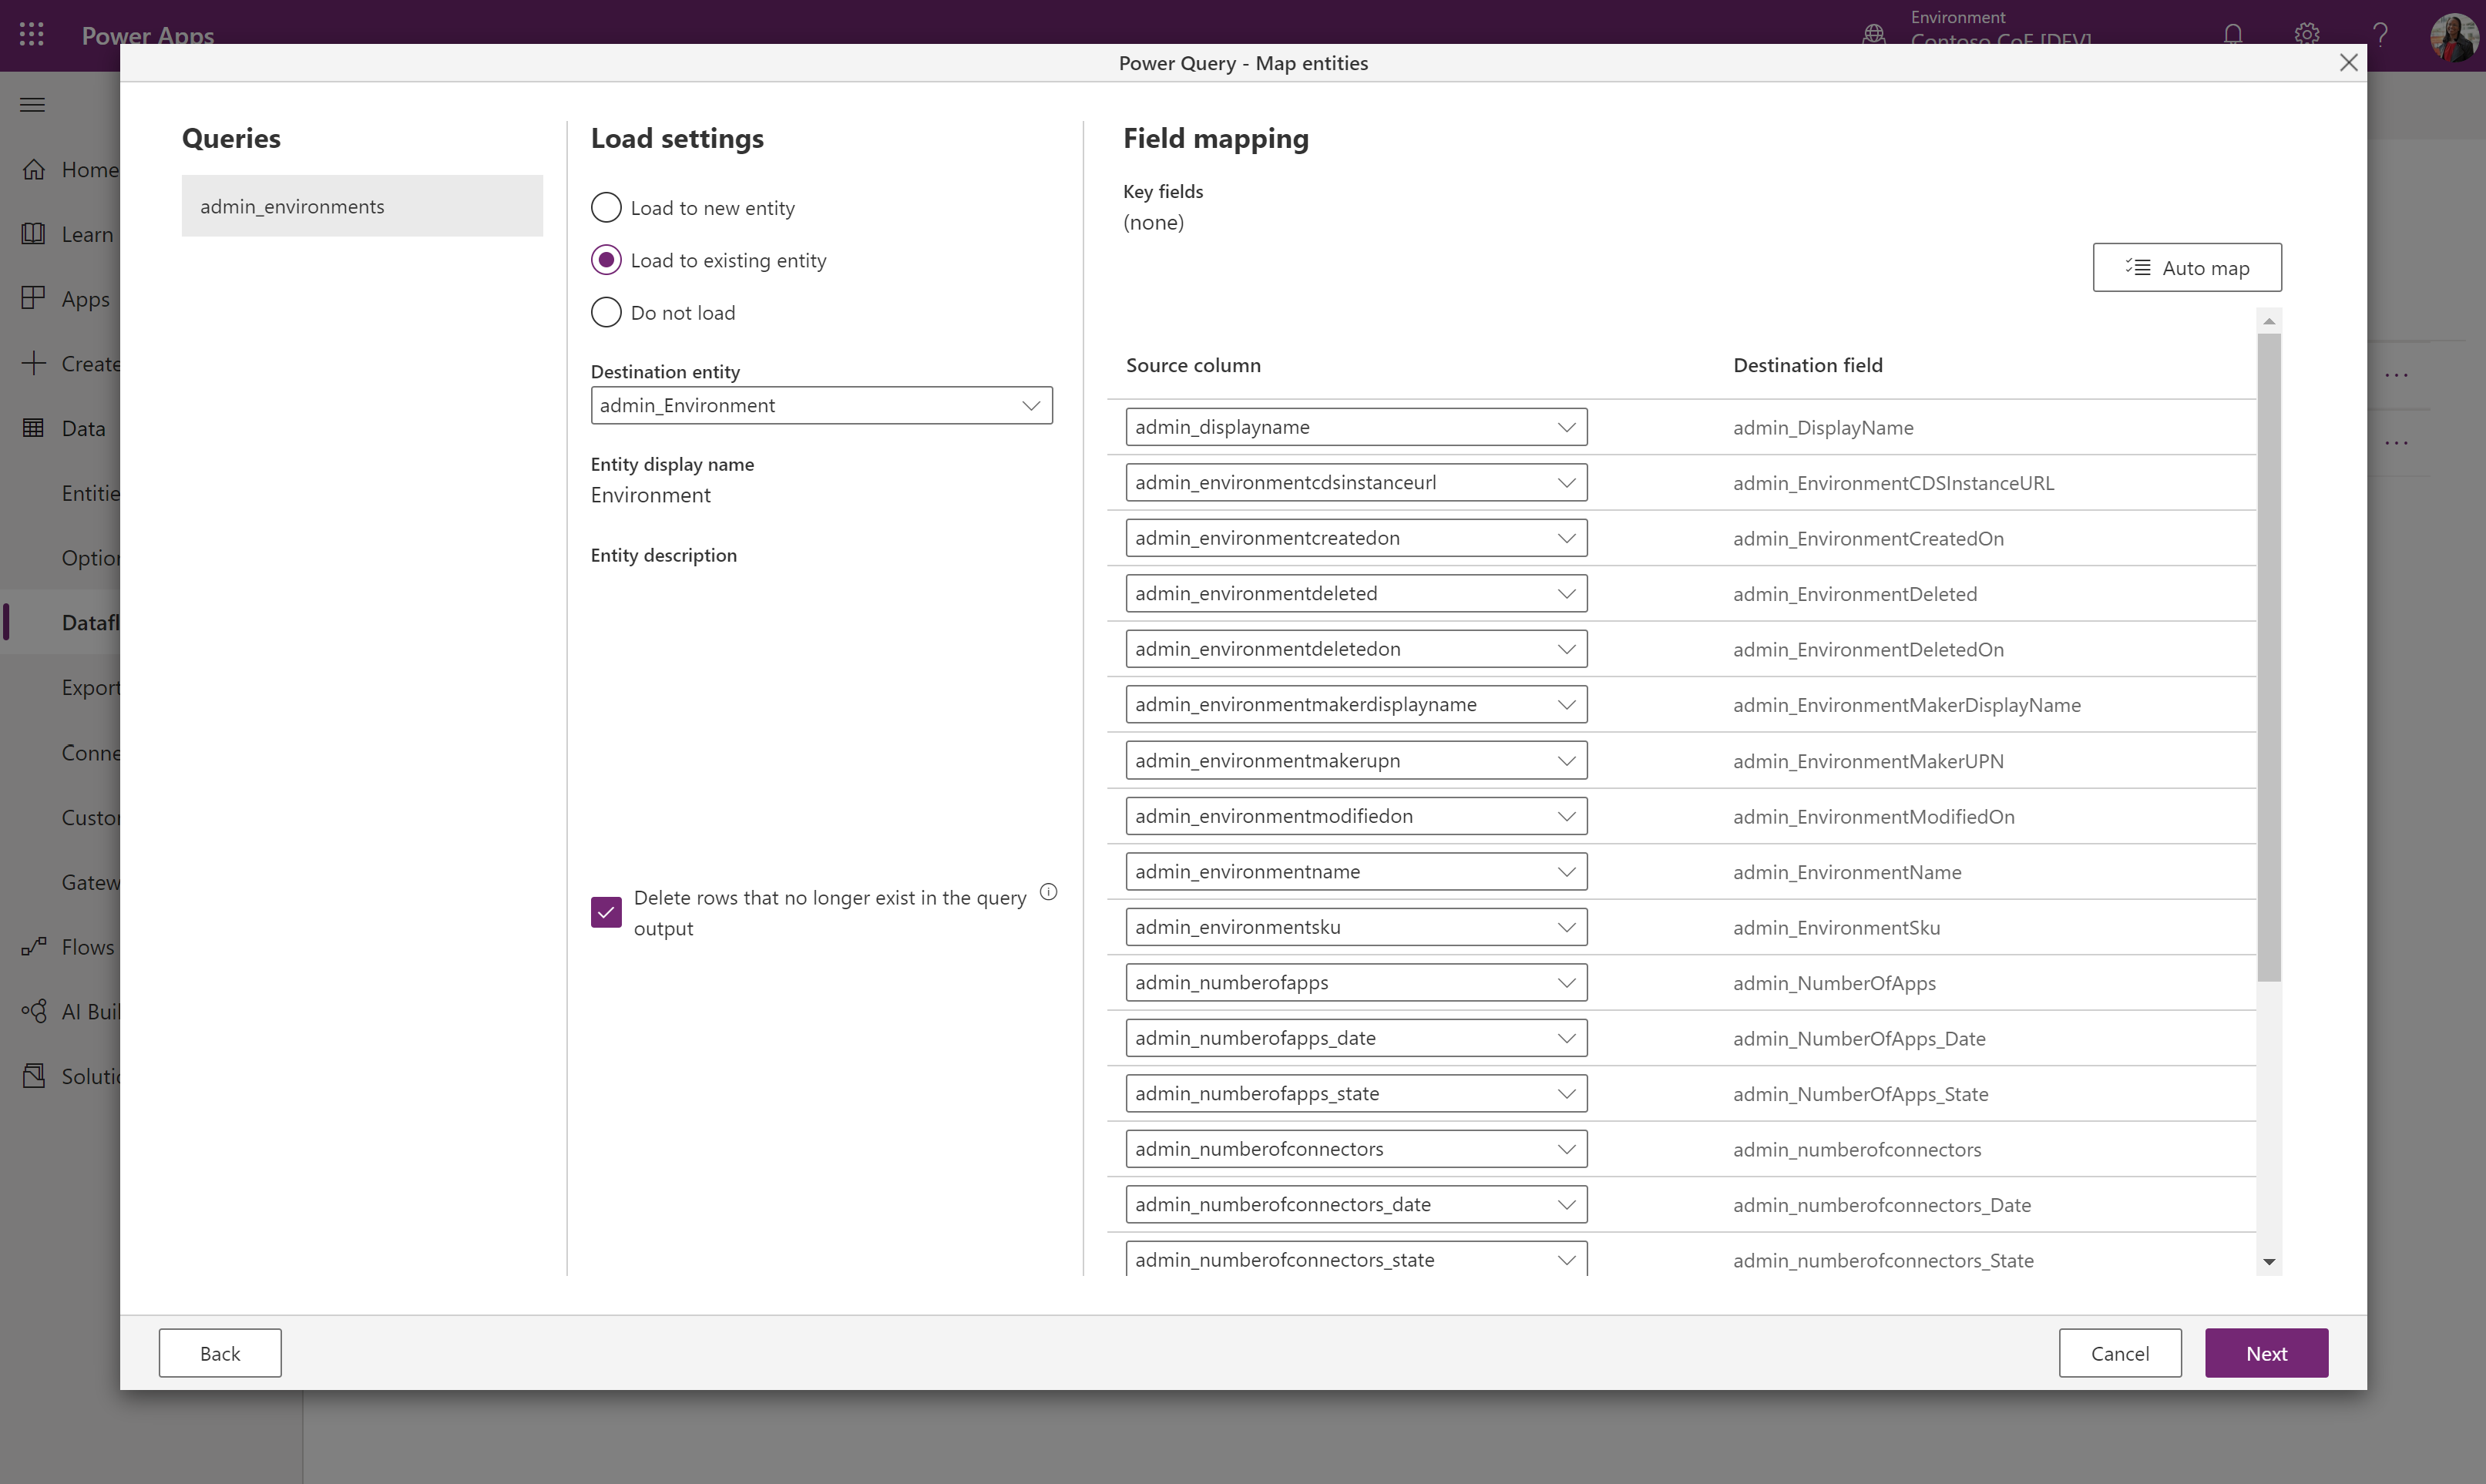 Power Apps
Environment
Contoso CoE [DEV]
Power Query - Map entities
Home
Learn
Apps
Create
Data
Entitie
Option
Datafl
Export
Conne
Custon
Gatew
Flows
AI Buil
Solutio
Queries
admin_environments
Load settings
Load to new entity
Load to existing entity
Do not load
Destination entity
admin_Environment
Entity display name
Environment
Entity description
Delete rows that no longer exist in the query
output
Field mapping
Key fields
(none)
Auto map
Source column Destination field
admin_displayname admin_DisplayName
admin_environmentcdsinstanceurl admin_EnvironmentCDSInstanceURL
admin_environmentcreatedon admin_EnvironmentCreatedOn
admin_environmentdeleted admin_EnvironmentDeleted
admin_environmentdeletedon admin_EnvironmentDeletedOn
admin_environmentmakerdisplayname admin_EnvironmentMakerDisplayName
admin_environmentmakerupn admin_EnvironmentMakerUPN
admin_environmentmodifiedon admin_EnvironmentModifiedOn
admin_environmentname admin_EnvironmentName
admin_environmentsku admin_EnvironmentSku
admin_numberofapps admin_NumberOfApps
admin_numberofapps_date admin_NumberOfApps_Date
admin_numberofapps_state admin_NumberOfApps_State
admin_numberofconnectors admin_numberofconnectors
admin_numberofconnectors_date admin_numberofconnectors_Date
admin_numberofconnectors_state admin_numberofconnectors_State
Back
Cancel
Next